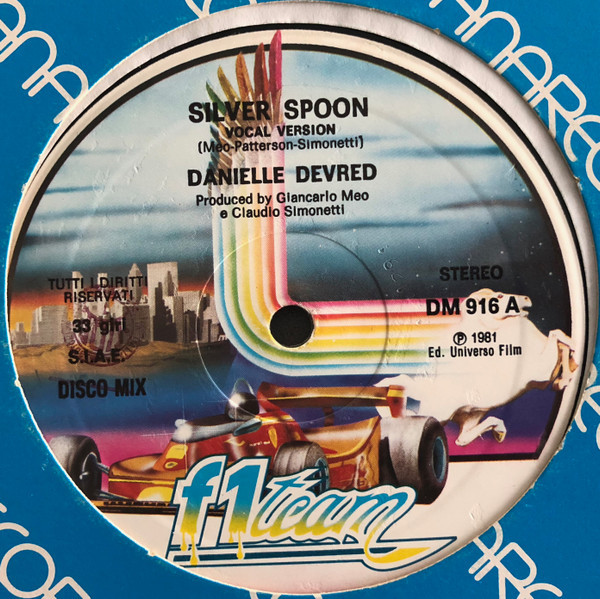 SILVER SPOON
VOCAL VERSION
(Meo-Patterson-Simonetti)
DANIELLE DEVRED
Produced by Giancarlo Meo
e Claudio Simonetti
TUTTI I DIRITTI
RISERVATI
33 giri
S.I.A.E.
DISCO MIX
STEREO
DM 916 A
℗ 1981
Ed. Universo Film
f1 team